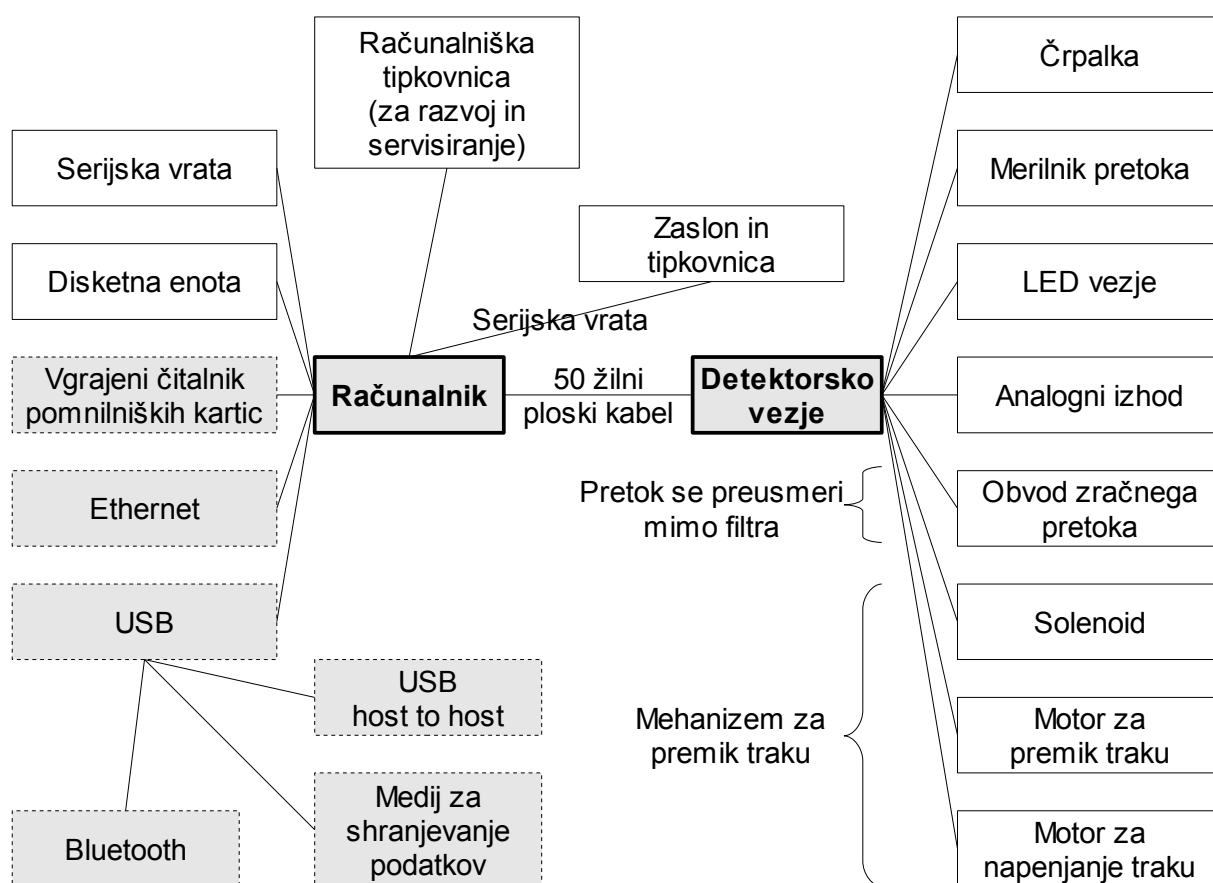 Računalniška
tipkovnica
(za razvoj in
servisiranje)
Črpalka
Serijska vrata
Merilnik pretoka
Zaslon in
tipkovnica
Disketna enota
LED vezje
Serijska vrata
Vgrajeni čitalnik
pomnilniških kartic
Računalnik
50 žilni
ploski kabel
Detektorsko
vezje
Analogni izhod
Ethernet
Pretok se preusmeri
mimo filtra
Obvod zračnega
pretoka
USB
Solenoid
USB
host to host
Mehanizem za
premik traku
Motor za
premik traku
Bluetooth
Medij za
shranjevanje
podatkov
Motor za
napenjanje traku